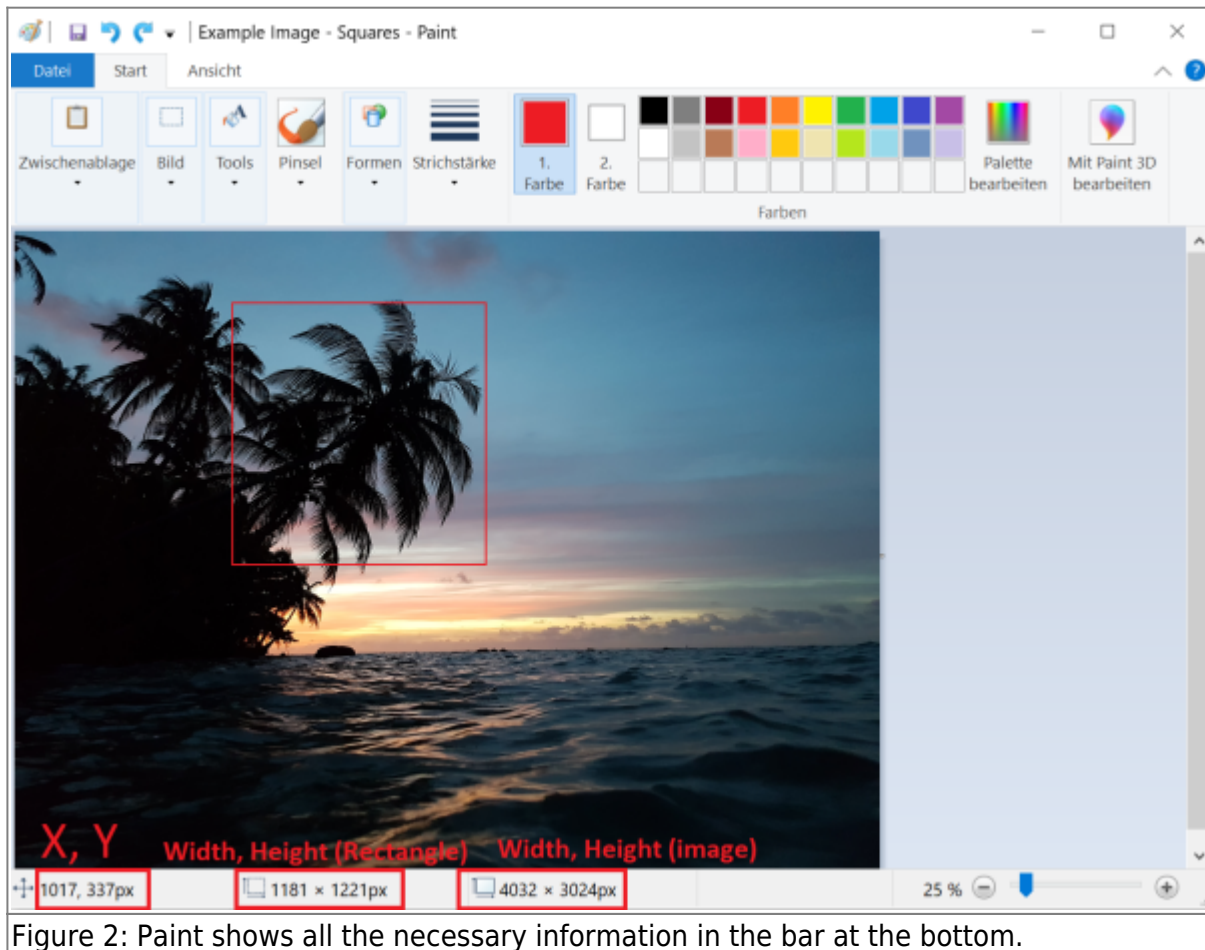 Example Image - Squares - Paint
Datei Start Ansicht
Zwischenablage Bild Tools Pinsel Formen Strichstärke 1. Farbe 2. Farbe Palette bearbeiten Mit Paint 3D bearbeiten
Farben
X, Y Width, Height (Rectangle) Width, Height (image)
1017, 337px 1181 × 1221px 4032 × 3024px 25 %
Figure 2: Paint shows all the necessary information in the bar at the bottom.